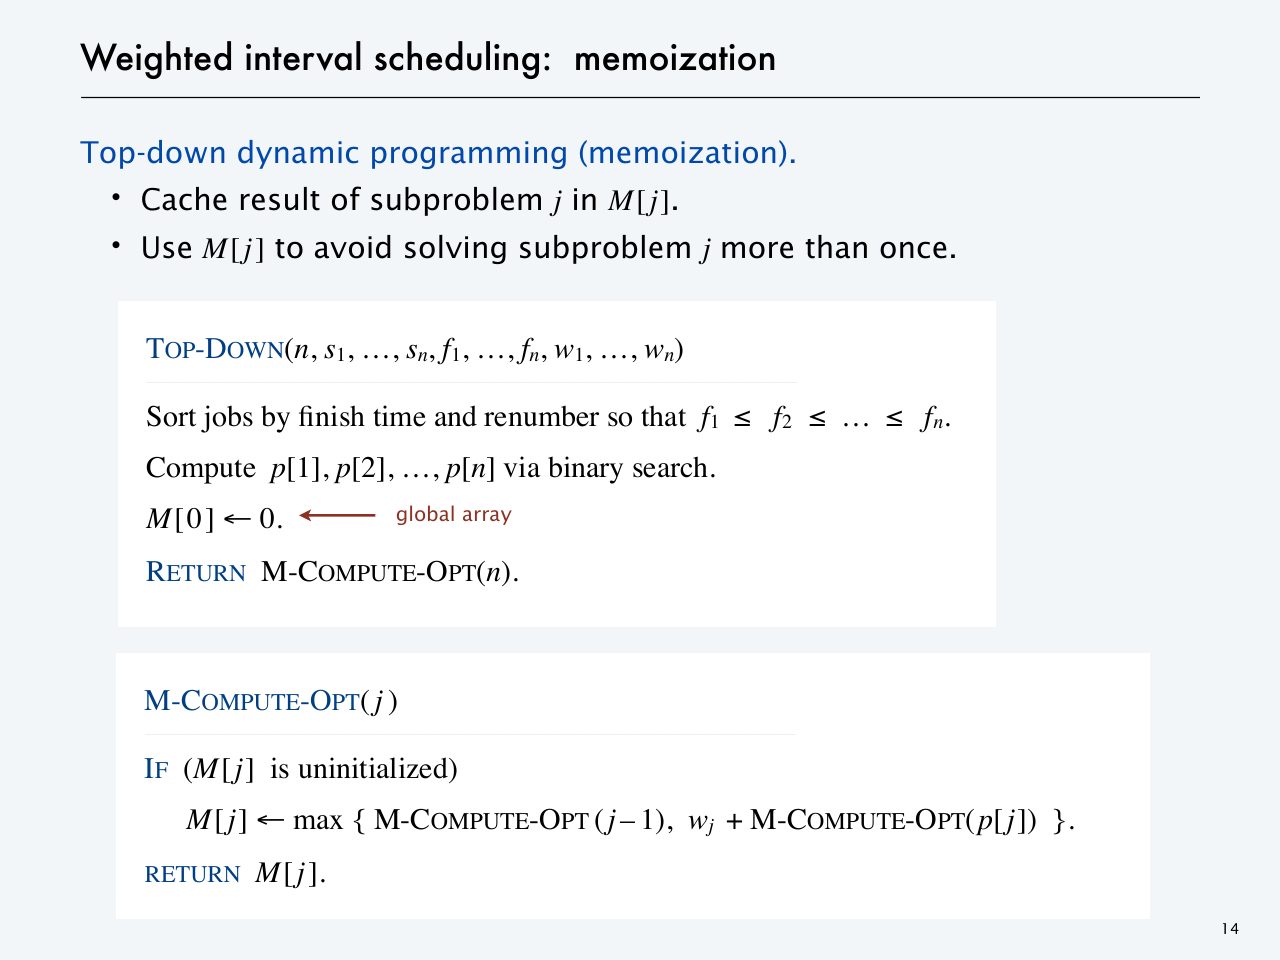 Weighted interval scheduling: memoization
Top-down dynamic programming (memoization).
• Cache result of subproblem j in M[j].
• Use M[j] to avoid solving subproblem j more than once.
TOP-DOWN(n, s1, …, sn, f1, …, fn, w1, …, wn)
Sort jobs by finish time and renumber so that f1 ≤ f2 ≤ … ≤ fn.
Compute p[1], p[2], …, p[n] via binary search.
M[0] ← 0. ← global array
RETURN M-COMPUTE-OPT(n).
M-COMPUTE-OPT(j)
IF (M[j] is uninitialized)
M[j] ← max { M-COMPUTE-OPT(j–1), wj + M-COMPUTE-OPT(p[j]) }.
RETURN M[j].
14